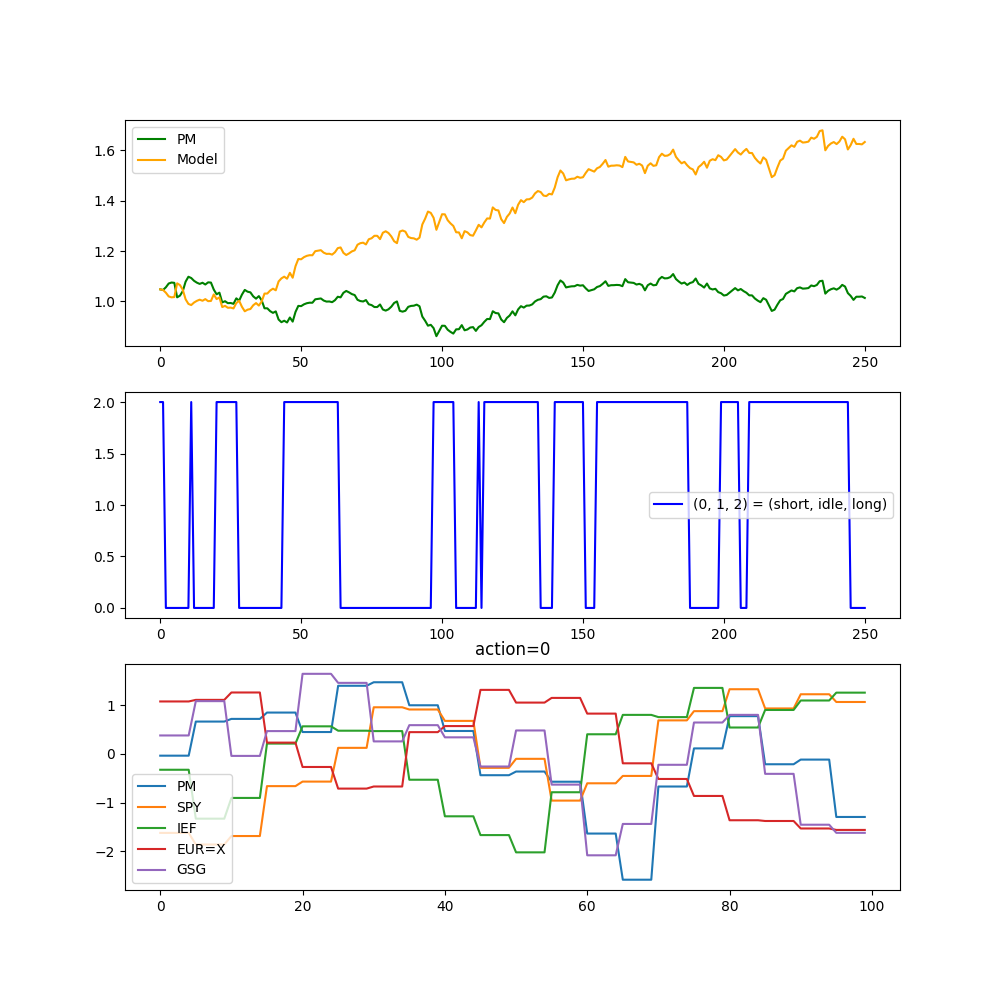 PM
Model
1.6
1.4
1.2
1.0
0 50 100 150 200 250
2.0
1.5
1.0
0.5
0.0
(0, 1, 2) = (short, idle, long)
0 50 100 150 200 250
action=0
1
0
−1
−2
PM
SPY
IEF
EUR=X
GSG
0 20 40 60 80 100